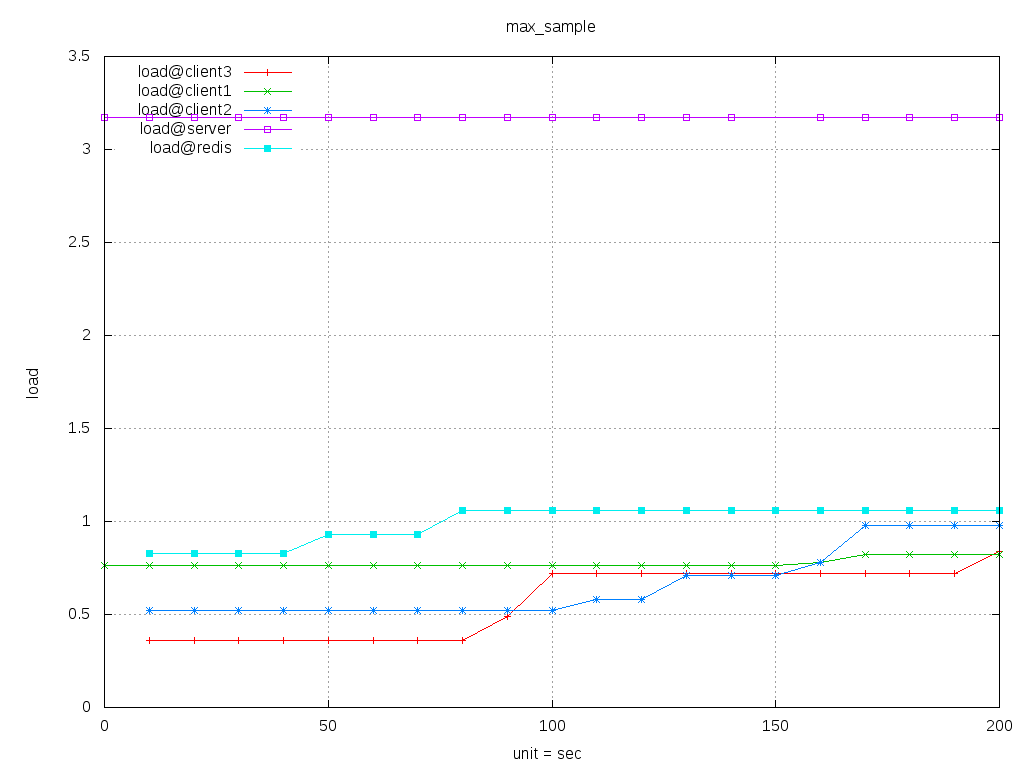 max_sample
3.5
3
2.5
2
1.5
1
0.5
0
load@client3
load@client1
load@client2
load@server
load@redis
load
0 50 100 150 200
unit = sec